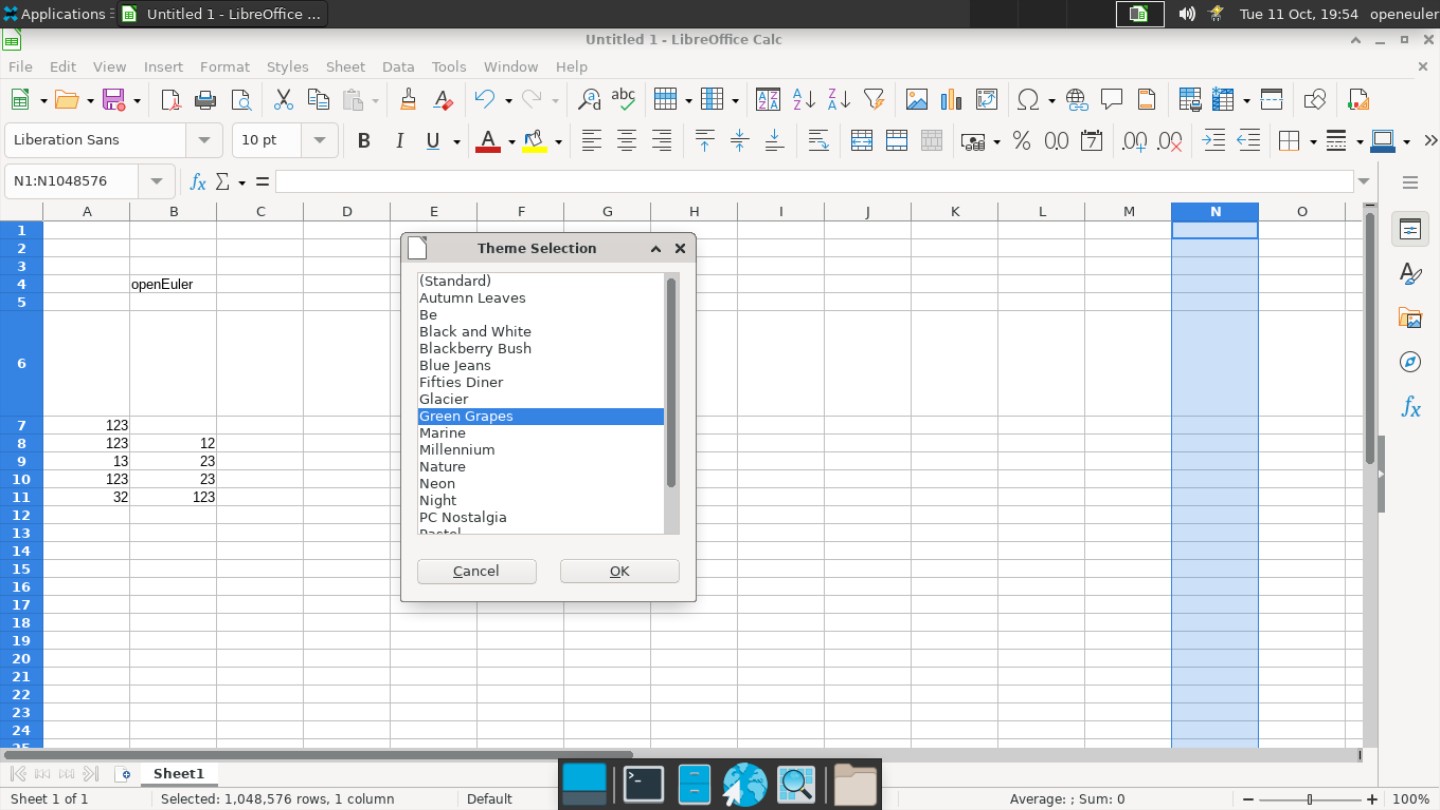 Applications Untitled 1 - LibreOffice ... Tue 11 Oct, 19:54 openeuler
Untitled 1 - LibreOffice Calc
File Edit View Insert Format Styles Sheet Data Tools Window Help
Liberation Sans 10 pt
N1:N1048576
A B C D E F G H I J K L M N O
1
2
3
4 openEuler
5
6
7 123
8 123 12
9 13 23
10 123 23
11 32 123
12
13
14
15
16
17
18
19
20
21
22
23
24
25
Theme Selection
(Standard)
Autumn Leaves
Be
Black and White
Blackberry Bush
Blue Jeans
Fifties Diner
Glacier
Green Grapes
Marine
Millennium
Nature
Neon
Night
PC Nostalgia
Pastel
Cancel OK
Sheet1
Sheet 1 of 1 Selected: 1,048,576 rows, 1 column Default Average: ; Sum: 0 100%